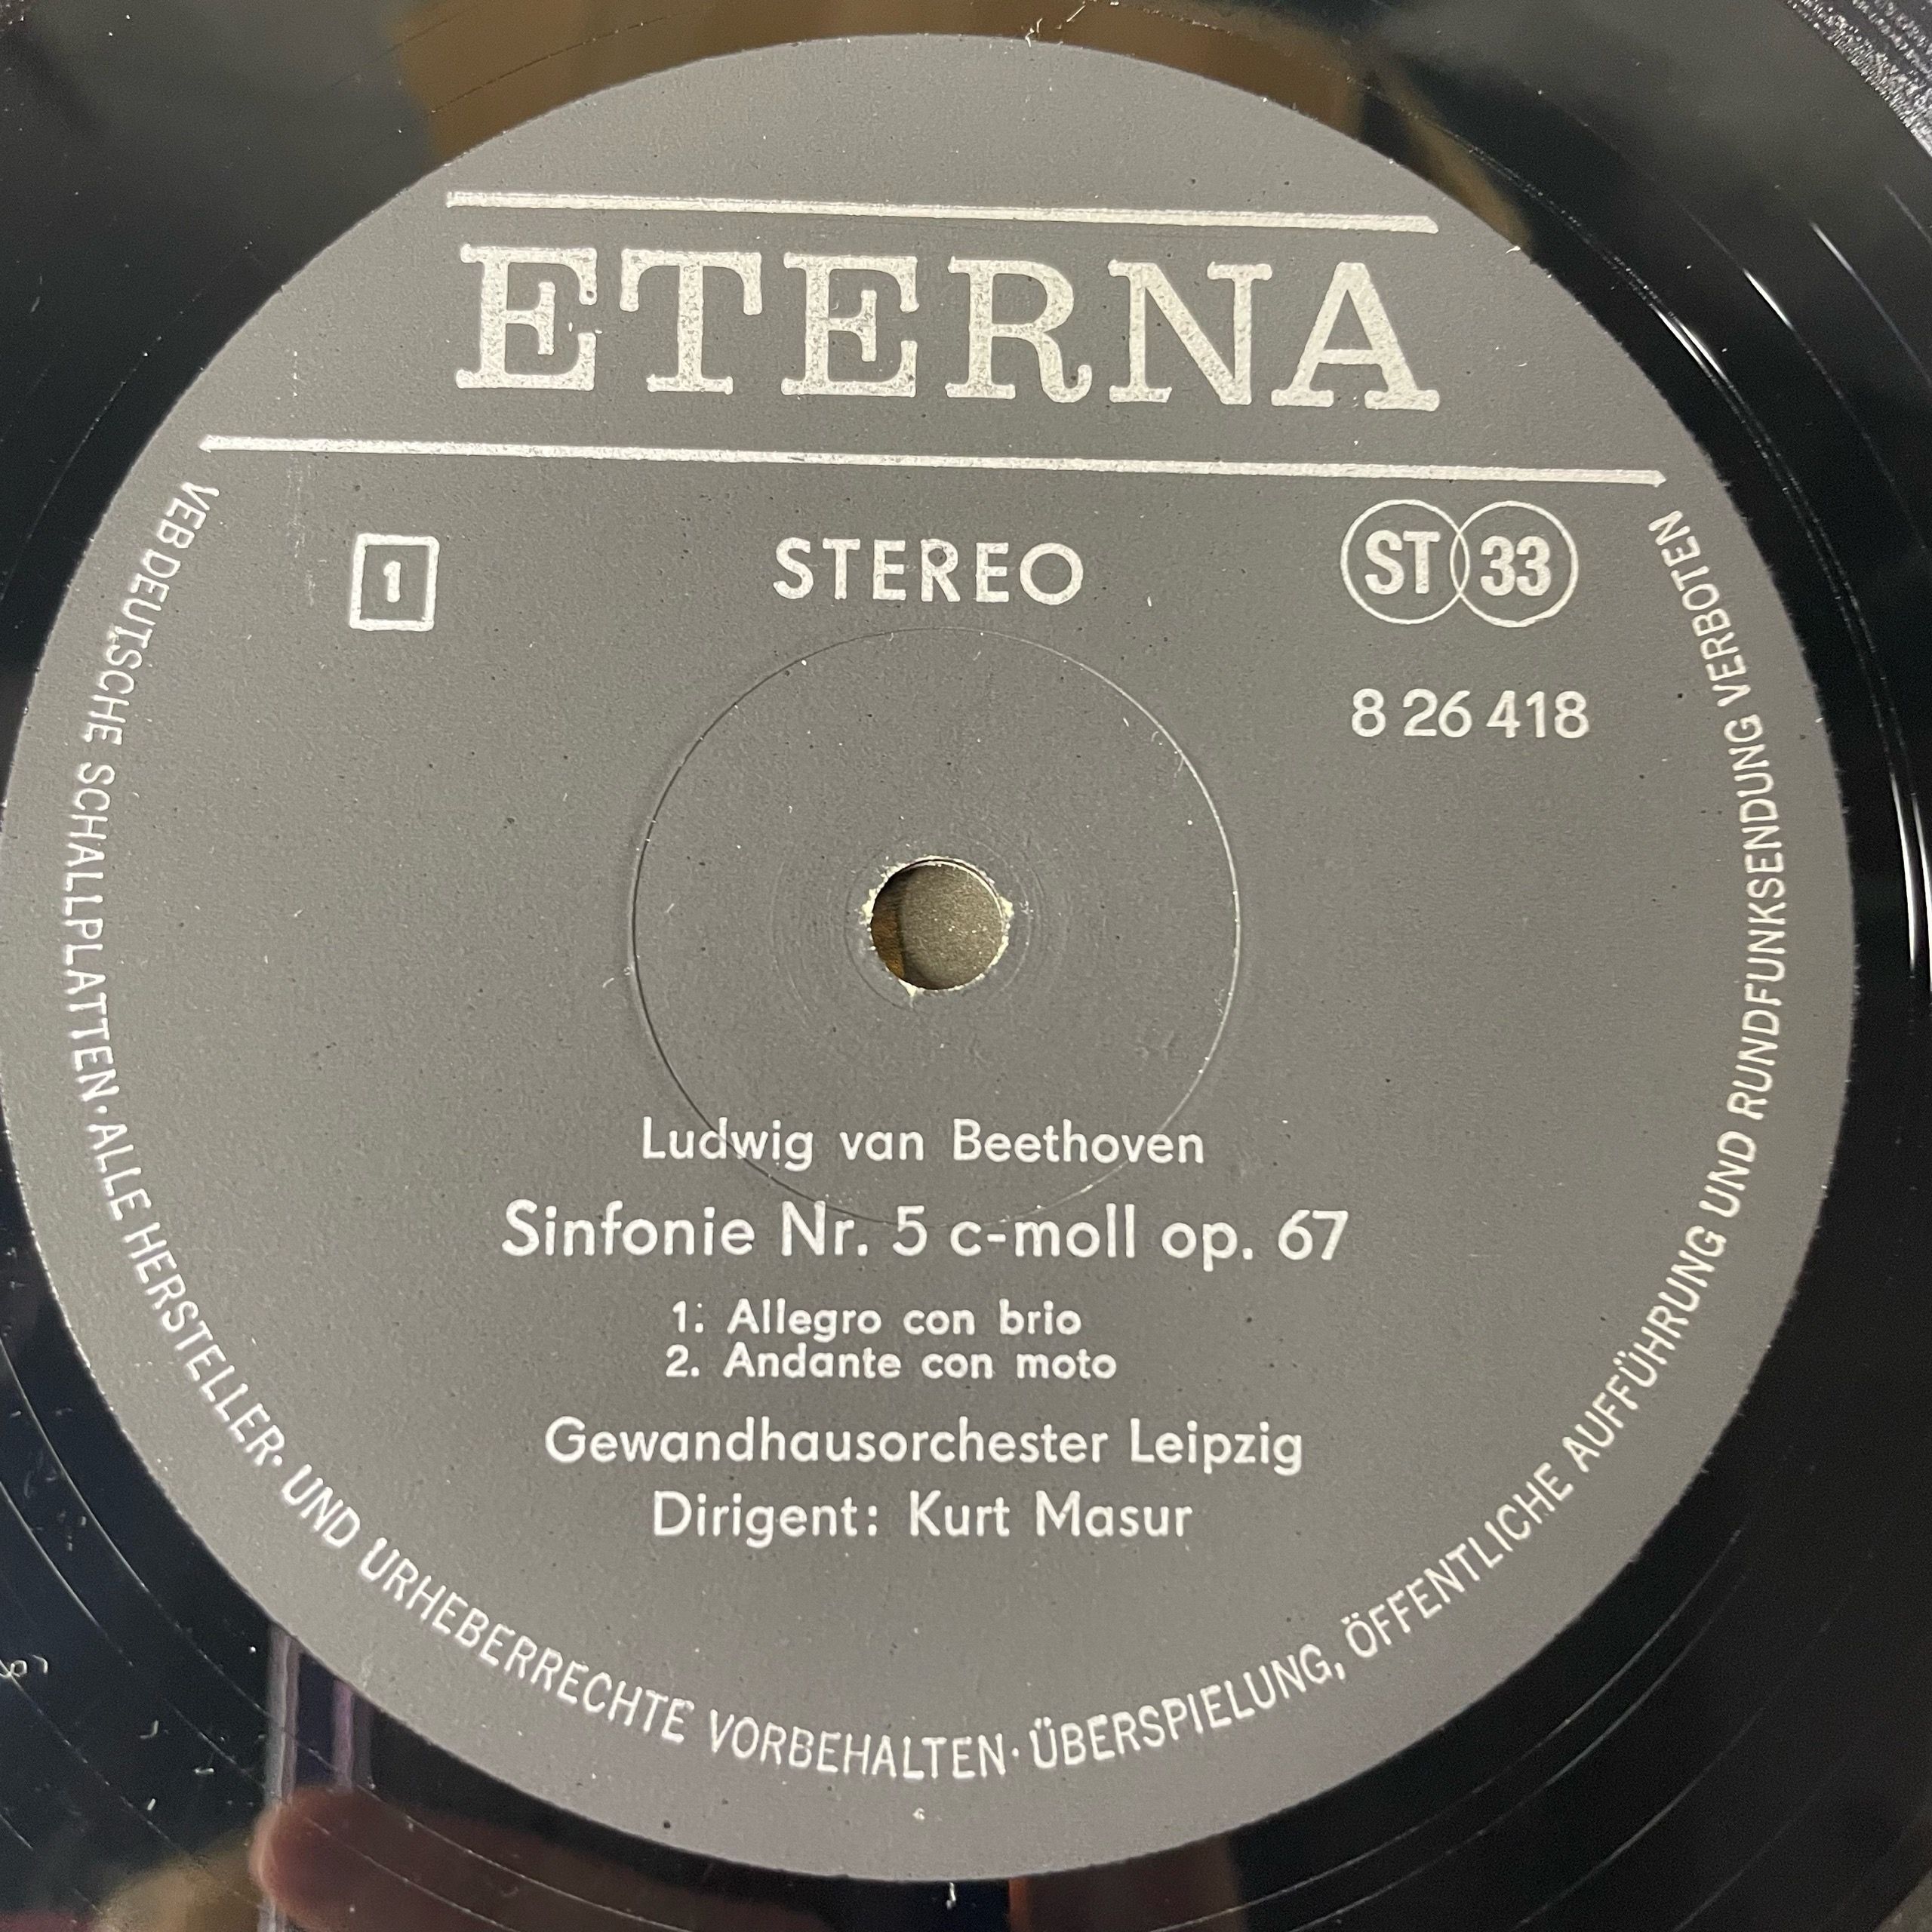 ETERNA
1
STEREO
ST 33
8 26 418
Ludwig van Beethoven
Sinfonie Nr. 5 c-moll op. 67
1. Allegro con brio
2. Andante con moto
Gewandhausorchester Leipzig
Dirigent: Kurt Masur
VEB DEUTSCHE SCHALLPLATTEN · ALLE HERSTELLER- UND URHEBERRECHTE VORBEHALTEN · ÜBERSPIELUNG, ÖFFENTLICHE AUFFÜHRUNG UND RUNDFUNKSENDUNG VERBOTEN